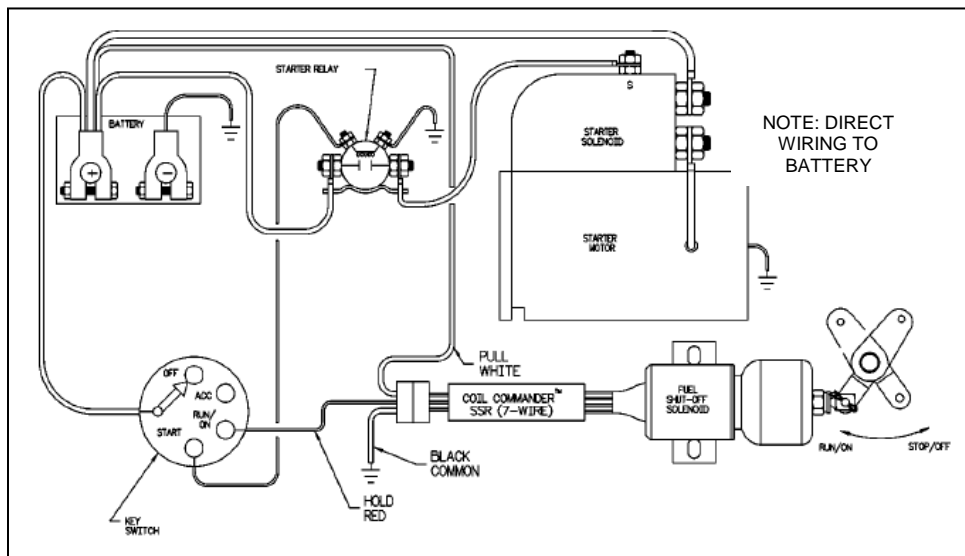 STARTER RELAY
BATTERY
+
-
S
STARTER
SOLENOID
NOTE: DIRECT
WIRING TO
BATTERY
STARTER
MOTOR
PULL
WHITE
OFF
ACC
RUN/
ON
START
COIL COMMANDER™
SSR (7-WIRE)
FUEL
SHUT-OFF
SOLENOID
RUN/ON
STOP/OFF
BLACK
COMMON
HOLD
RED
KEY
SWITCH